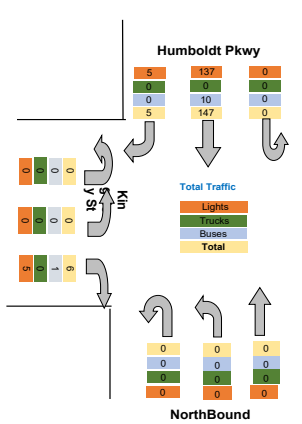 Humboldt Pkwy
5 137 0
0 0 0
0 10 0
5 147 0
Total Traffic
Lights
Trucks
Buses
Total
0 0 0 0
0 0 0 0
5 0 1 6
0 0 0
0 0 0
0 0 0
0 0 0
NorthBound